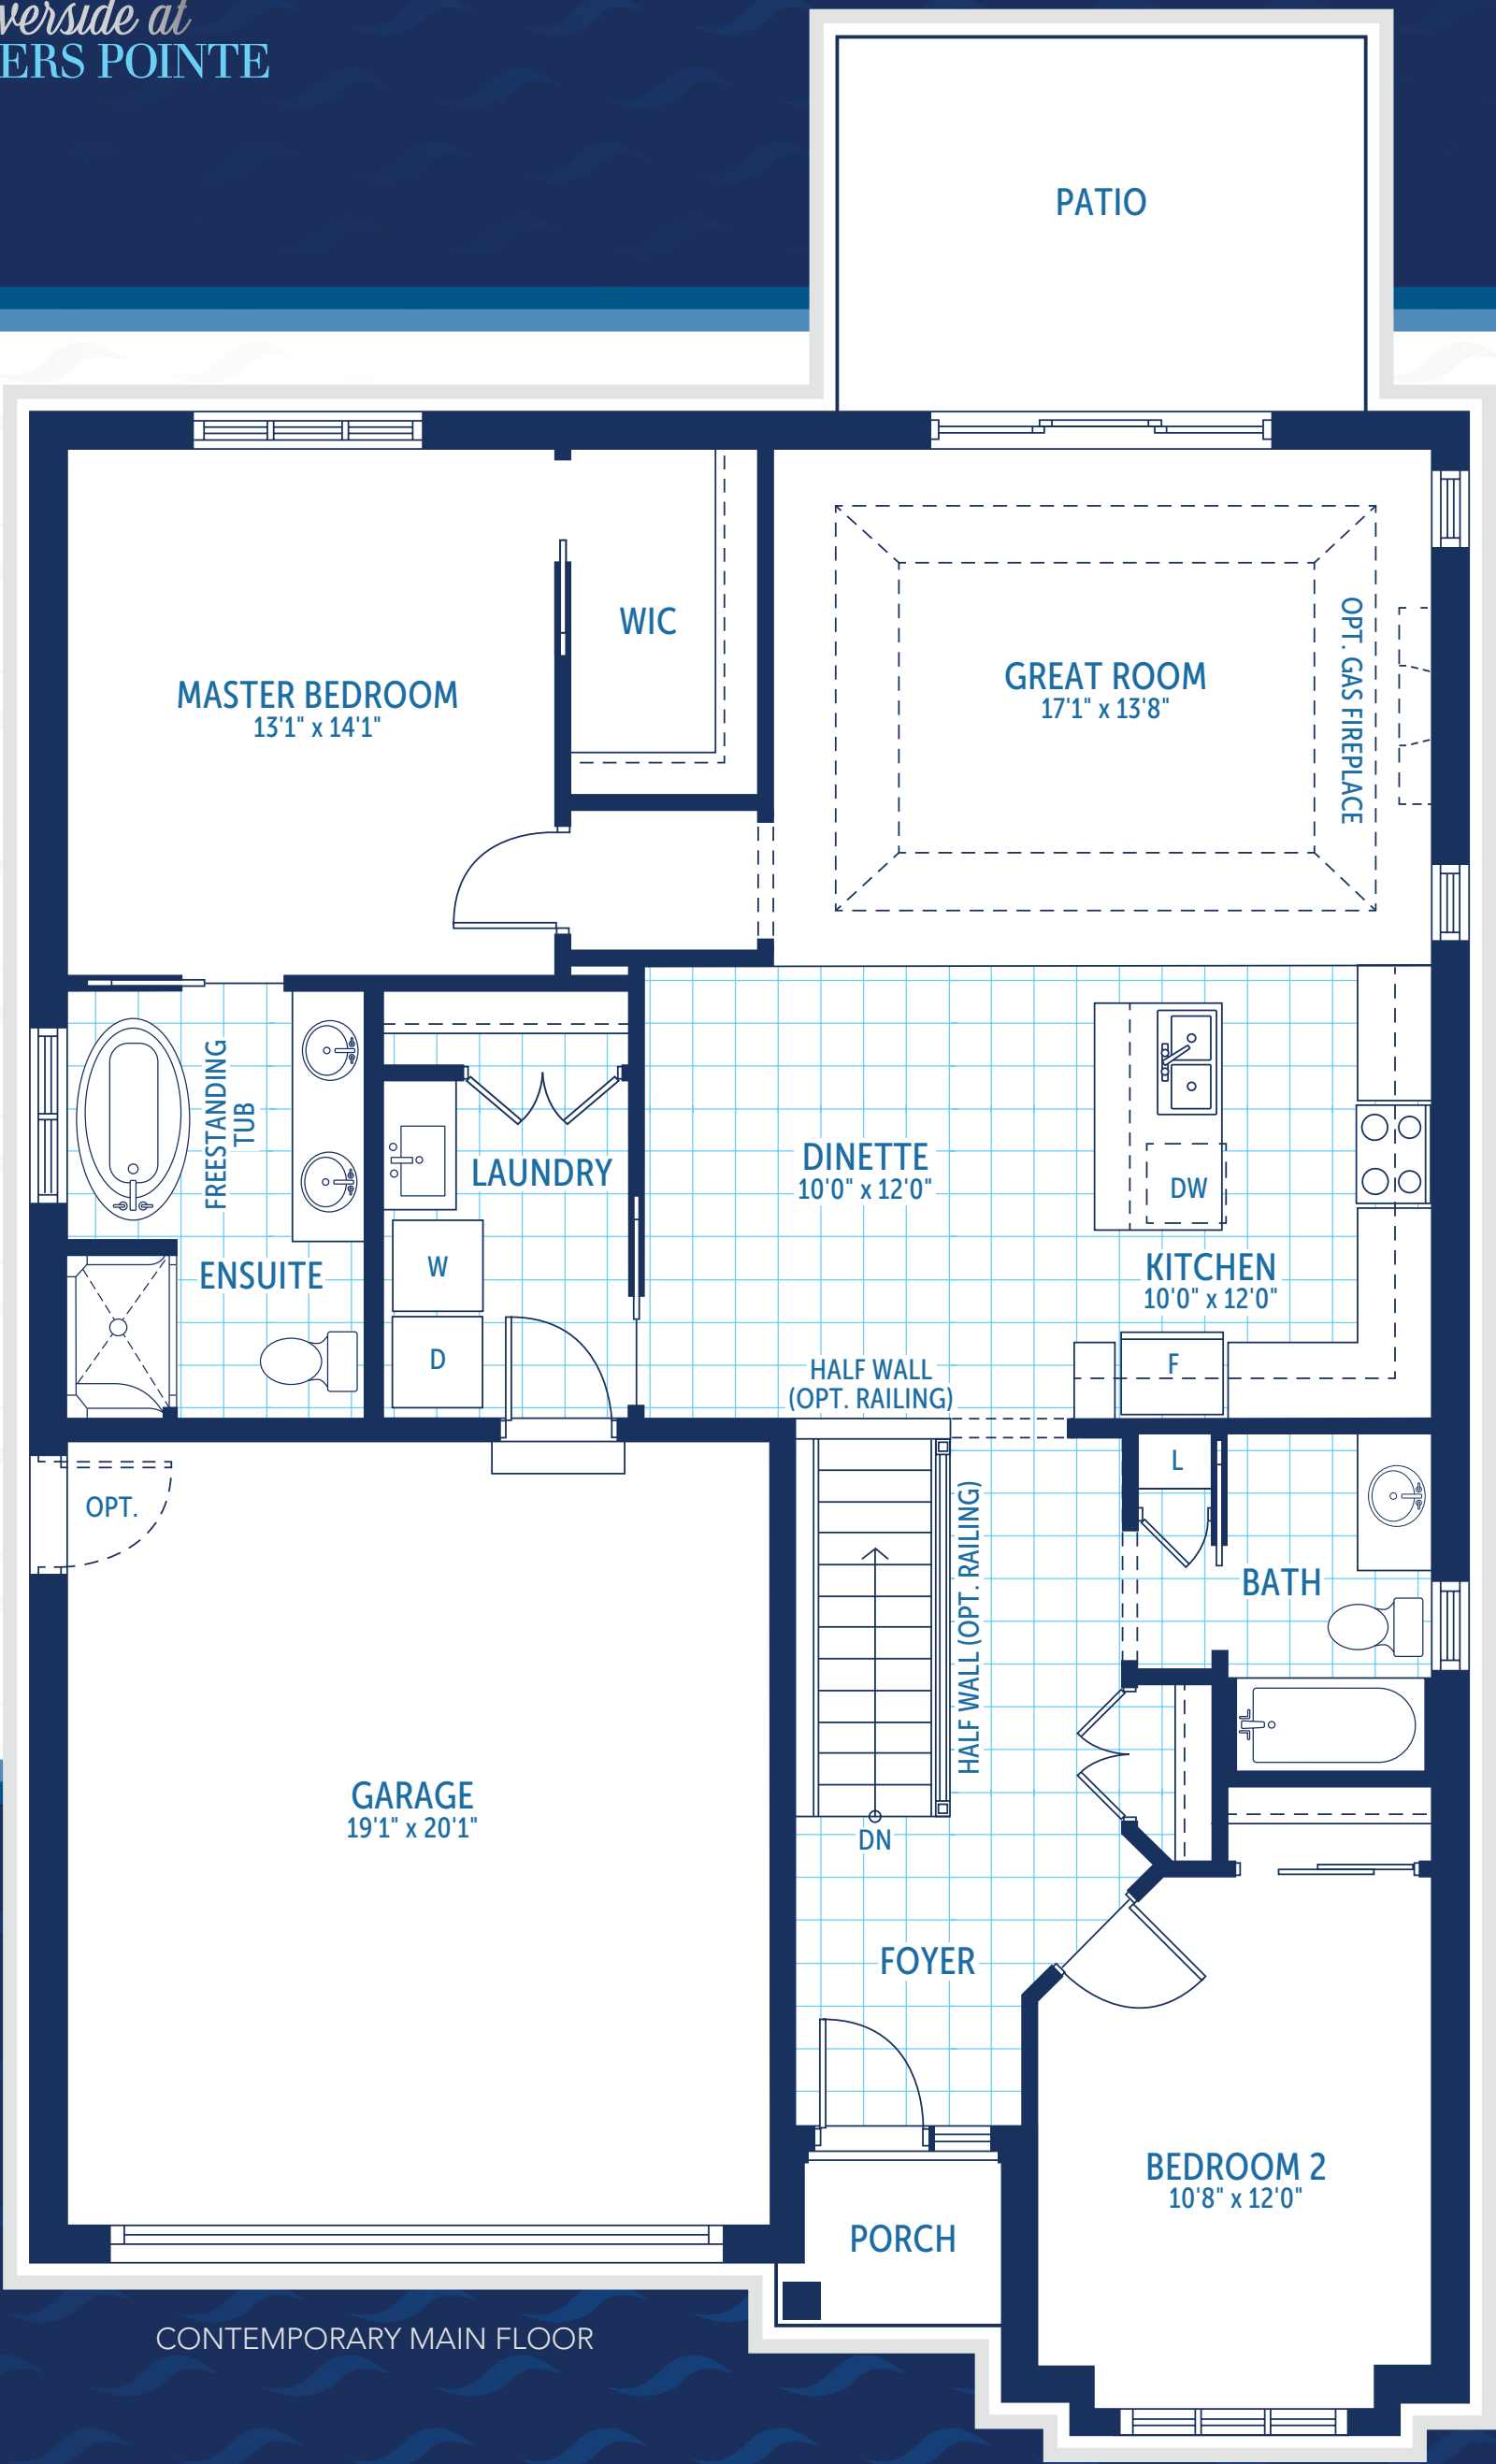 at
POINTE
PATIO
WIC
MASTER BEDROOM
13'1" x 14'1"
GREAT ROOM
17'1" x 13'8"
OPT. GAS FIREPLACE
FREESTANDING
TUB
LAUNDRY
DINETTE
10'0" x 12'0"
DW
ENSUITE
W
KITCHEN
10'0" x 12'0"
D
F
HALF WALL
(OPT. RAILING)
L
OPT.
HALF WALL (OPT. RAILING)
BATH
GARAGE
19'1" x 20'1"
DN
FOYER
BEDROOM 2
10'8" x 12'0"
PORCH
CONTEMPORARY MAIN FLOOR